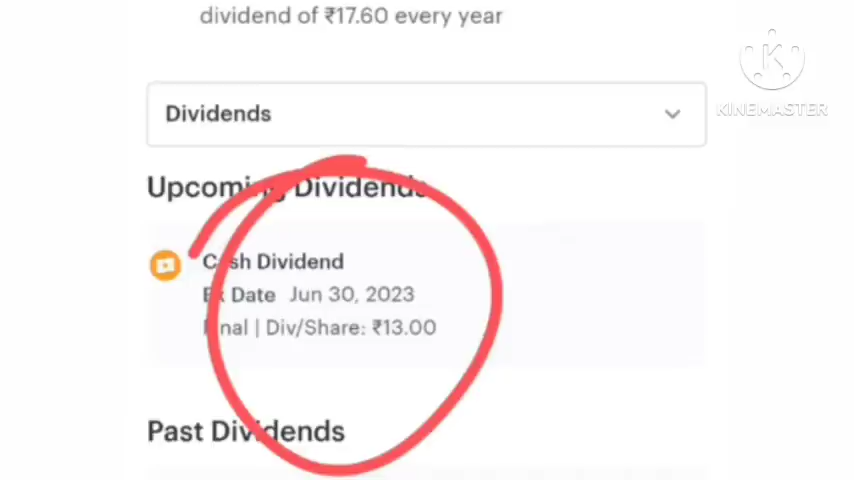 dividend of ₹17.60 every year
KINEMASTER
Dividends
Upcoming Dividends
Cash Dividend
Ex Date Jun 30, 2023
Final | Div/Share: ₹13.00
Past Dividends